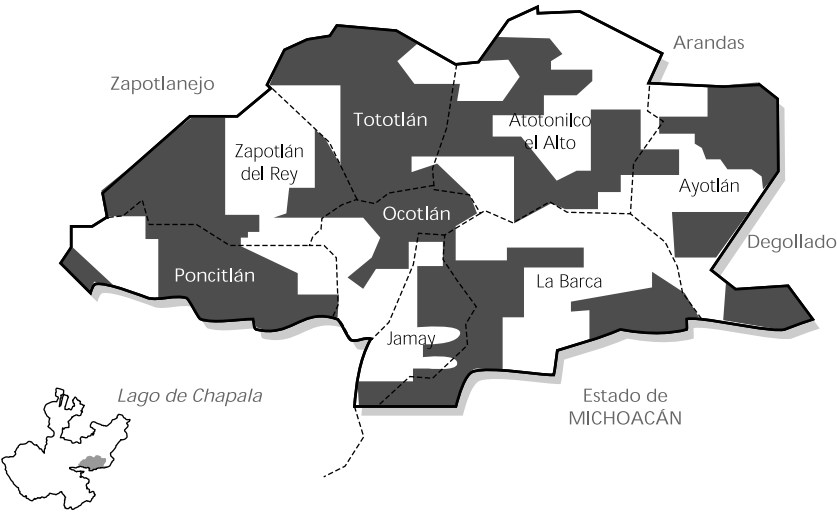 Arandas
Zapotlanejo
Tototlán
Atotonilco
el Alto
Zapotlán
del Rey
Ayotlán
Ocotlán
Degollado
Poncitlán
La Barca
Jamay
Lago de Chapala
Estado de
MICHOACÁN